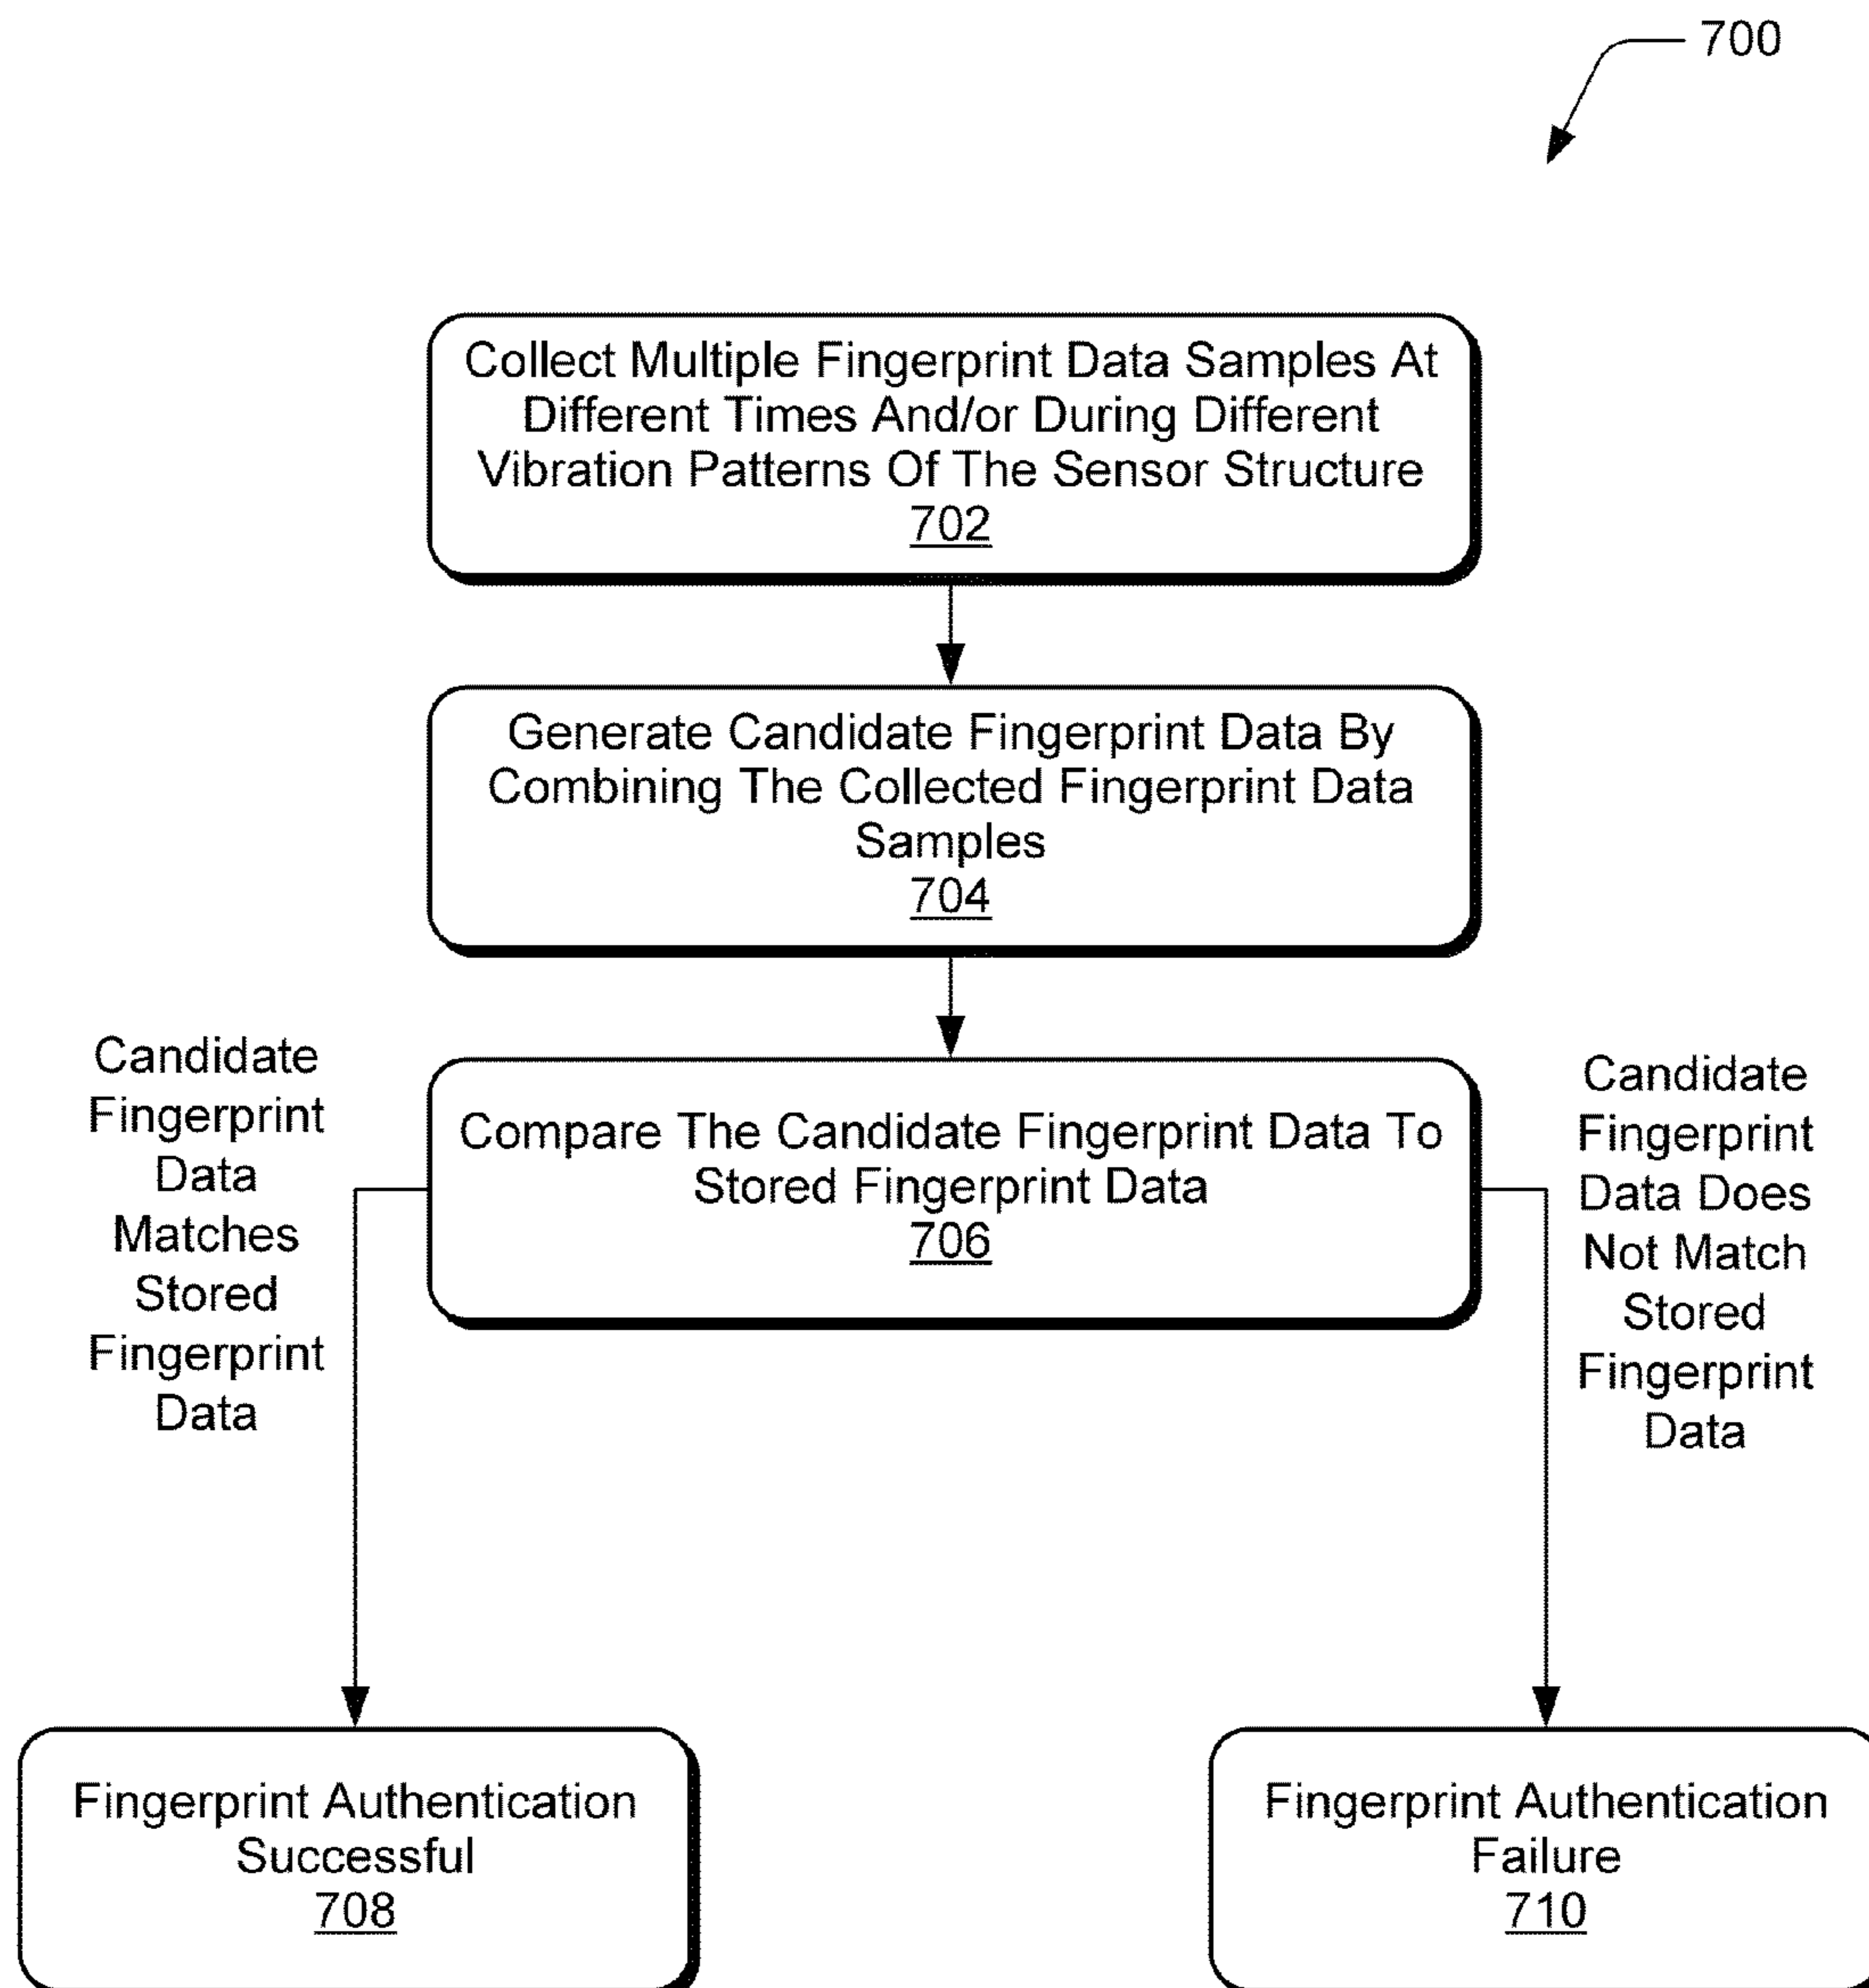 700
Collect Multiple Fingerprint Data Samples At
Different Times And/or During Different
Vibration Patterns Of The Sensor Structure
702
Generate Candidate Fingerprint Data By
Combining The Collected Fingerprint Data
Samples
704
Candidate
Fingerprint
Data
Matches
Stored
Fingerprint
Data
Compare The Candidate Fingerprint Data To
Stored Fingerprint Data
706
Candidate
Fingerprint
Data Does
Not Match
Stored
Fingerprint
Data
Fingerprint Authentication
Successful
708
Fingerprint Authentication
Failure
710